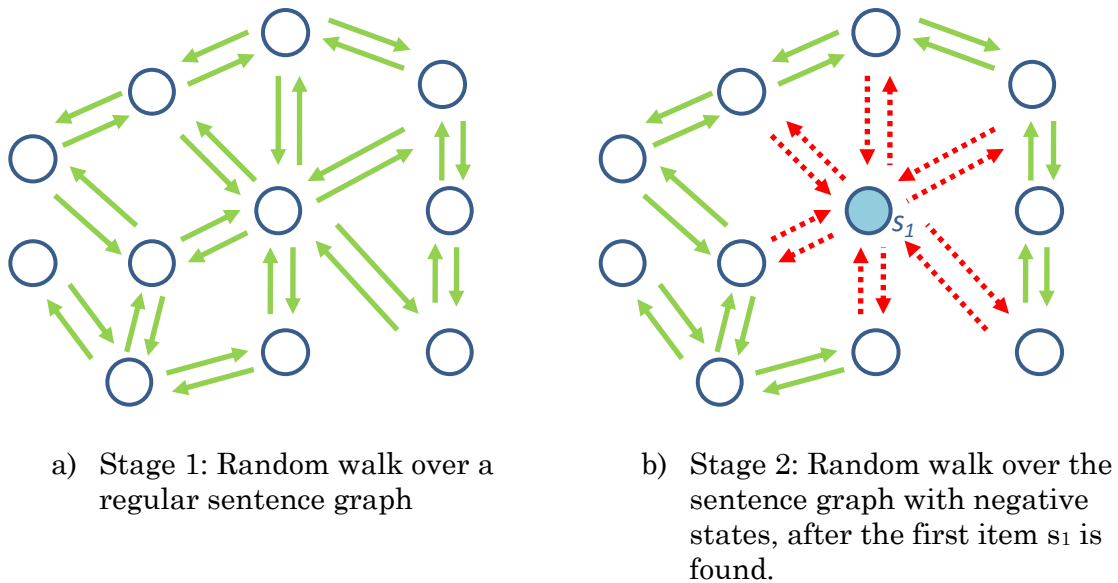 s1
a) Stage 1: Random walk over a
regular sentence graph
b) Stage 2: Random walk over the
sentence graph with negative
states, after the first item s1 is
found.